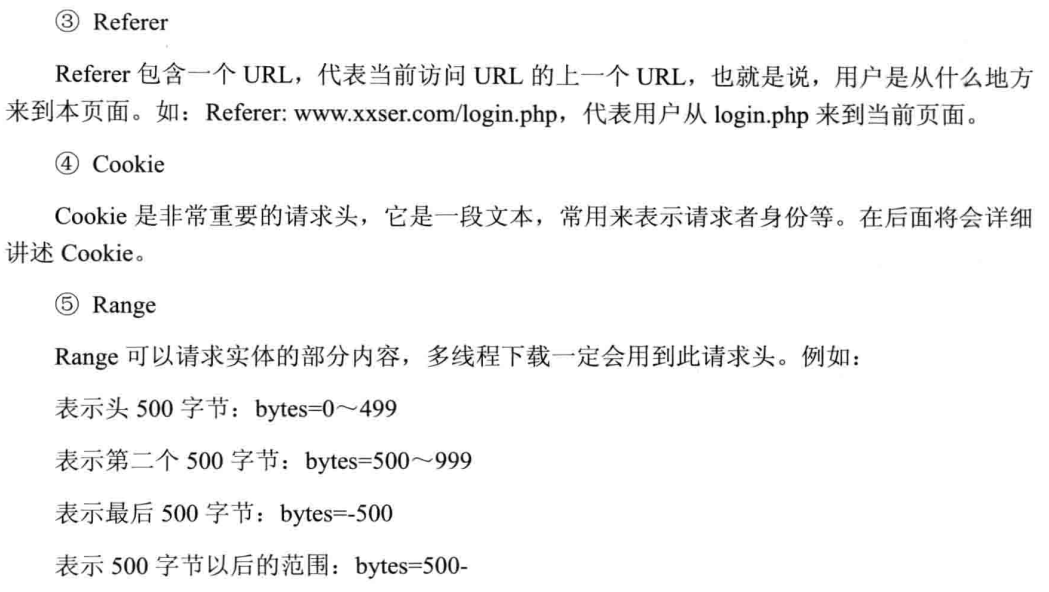 ③ Referer
Referer 包含一个 URL，代表当前访问 URL 的上一个 URL，也就是说，用户是从什么地方
来到本页面。如：Referer: www.xxser.com/login.php，代表用户从 login.php 来到当前页面。
④ Cookie
Cookie 是非常重要的请求头，它是一段文本，常用来表示请求者身份等。在后面将会详细
讲述 Cookie。
⑤ Range
Range 可以请求实体的部分内容，多线程下载一定会用到此请求头。例如：
表示头 500 字节：bytes=0～499
表示第二个 500 字节：bytes=500～999
表示最后 500 字节：bytes=-500
表示 500 字节以后的范围：bytes=500-